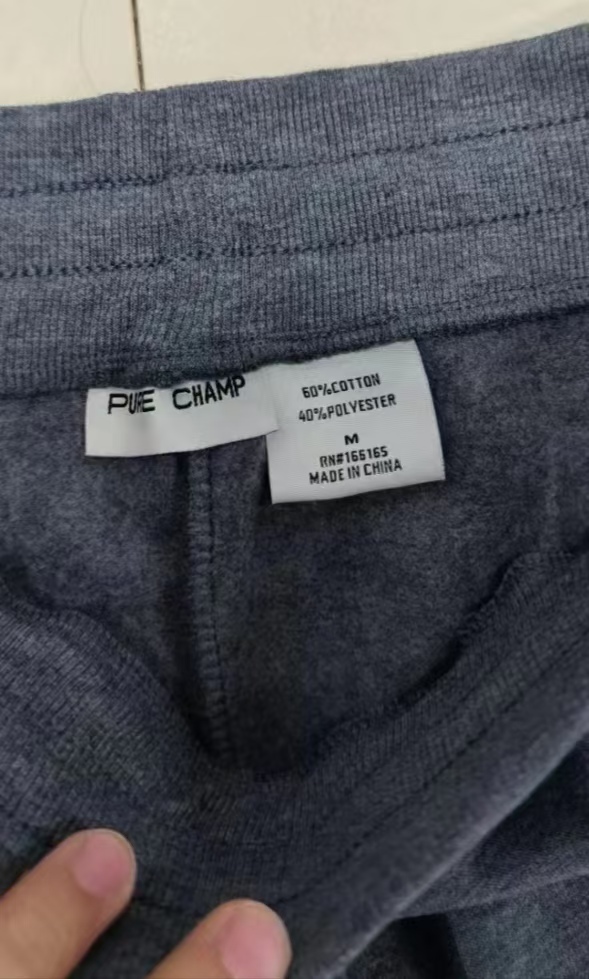 PURE CHAMP
60%COTTON
40%POLYESTER
M
RN#166165
MADE IN CHINA